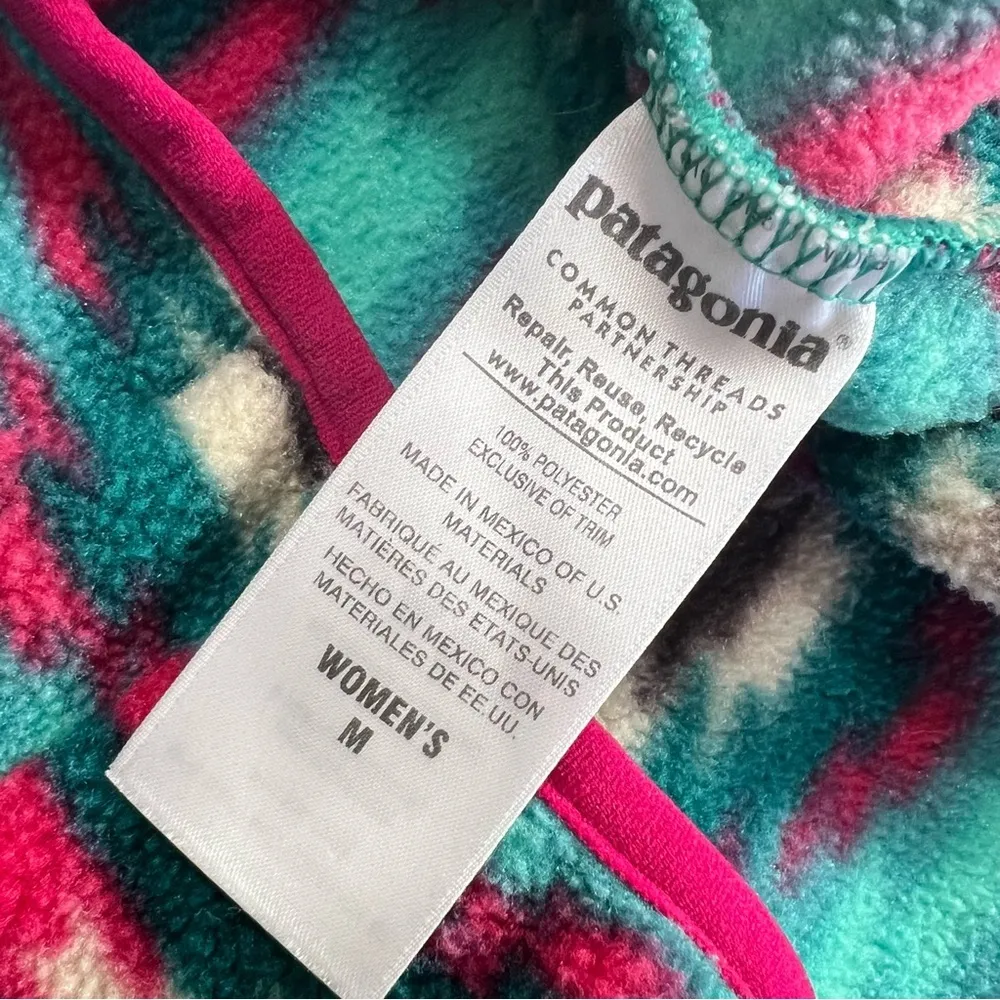 patagonia®
COMMON THREADS
PARTNERSHIP
Repair, Reuse, Recycle
This Product
www.patagonia.com
100% POLYESTER
EXCLUSIVE OF TRIM
MADE IN MEXICO OF U.S.
MATERIALS
FABRIQUÉ AU MEXIQUE DES
MATIÈRES DES ETATS-UNIS
HECHO EN MEXICO CON
MATERIALES DE EE.UU.
WOMEN'S
M